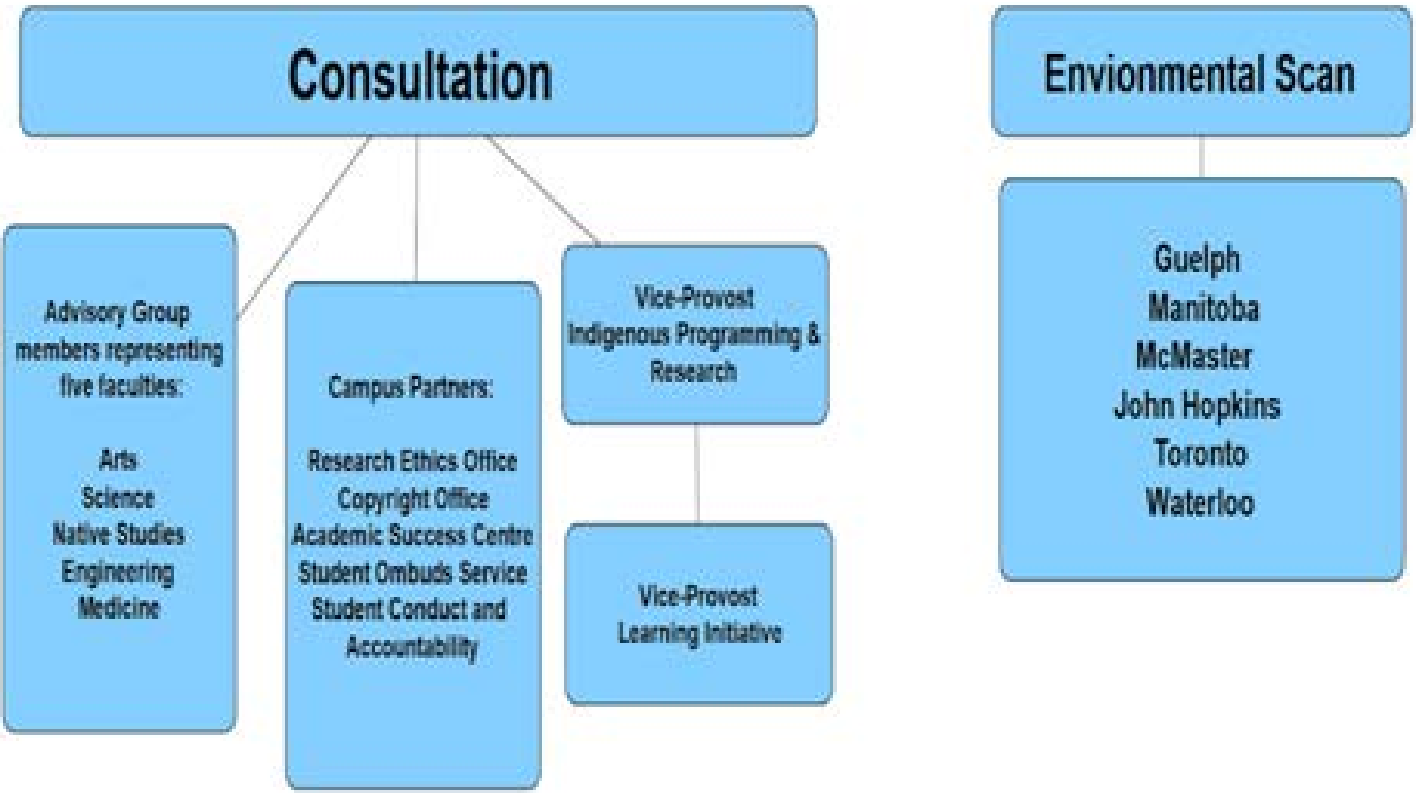 Consultation
Advisory Group
members representing
five faculties:
Arts
Science
Native Studies
Engineering
Medicine
Campus Partners:
Research Ethics Office
Copyright Office
Academic Success Centre
Student Ombuds Service
Student Conduct and
Accountability
Vice-Provost
Indigenous Programming &
Research
Vice-Provost
Learning Initiative
Envionmental Scan
Guelph
Manitoba
McMaster
John Hopkins
Toronto
Waterloo